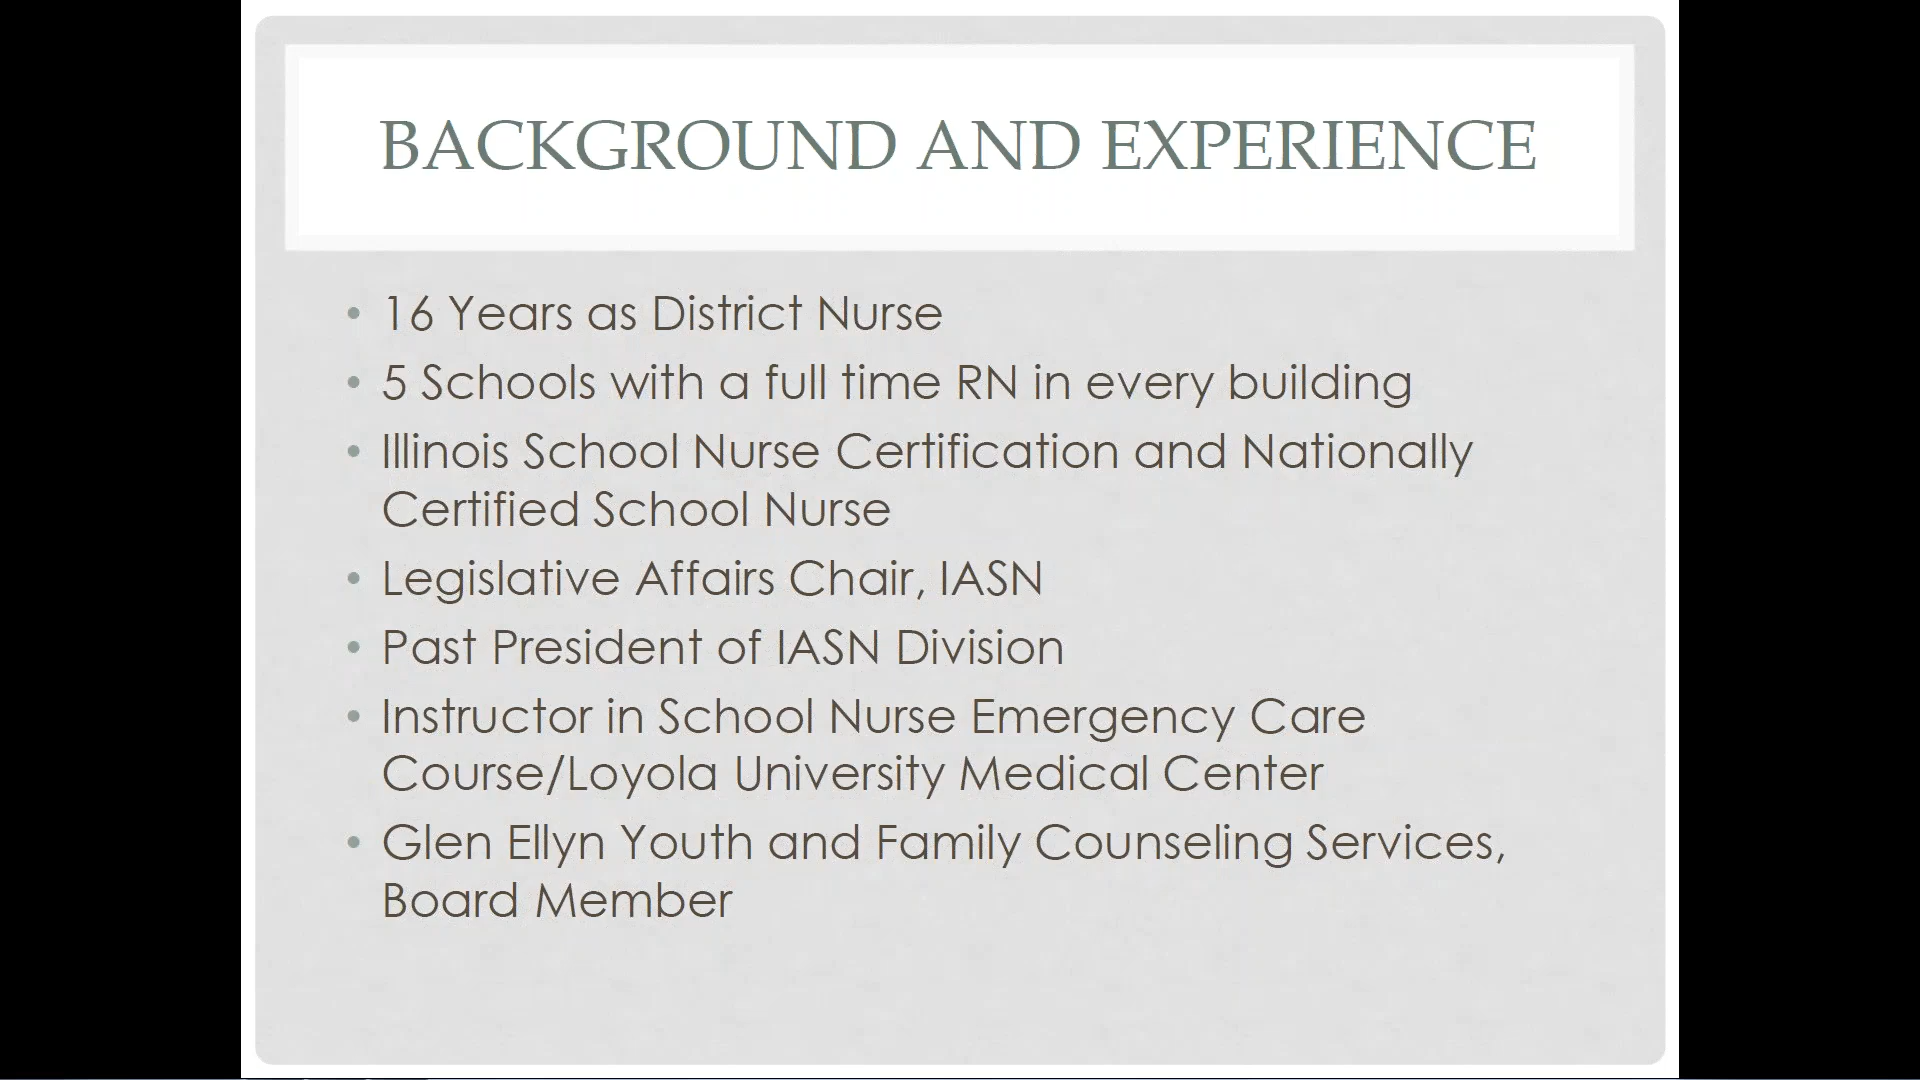 BACKGROUND AND EXPERIENCE
• 16 Years as District Nurse
• 5 Schools with a full time RN in every building
• Illinois School Nurse Certification and Nationally
Certified School Nurse
• Legislative Affairs Chair, IASN
• Past President of IASN Division
• Instructor in School Nurse Emergency Care
Course/Loyola University Medical Center
• Glen Ellyn Youth and Family Counseling Services,
Board Member